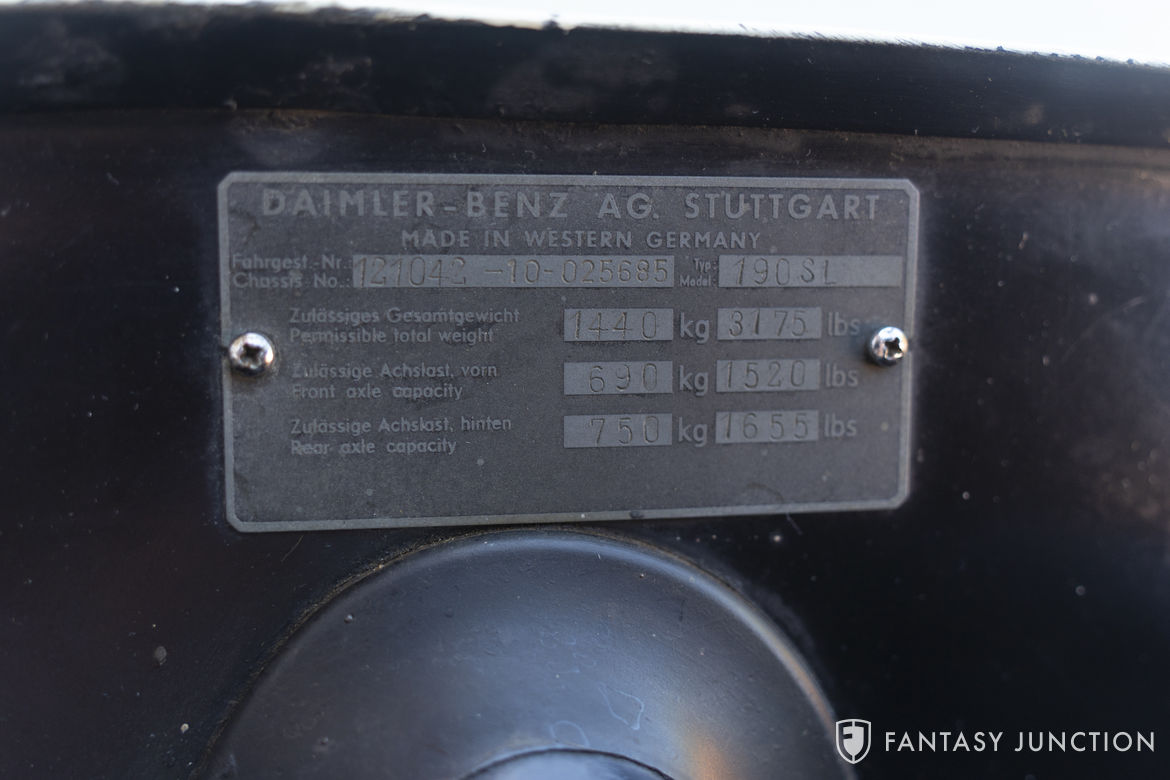 DAIMLER-BENZ AG. STUTTGART
MADE IN WESTERN GERMANY
Fahrgest.-Nr.: Typ:
Chassis No.: 121042 -10-025685 Model: 190SL
Zulässiges Gesamtgewicht
Permissible total weight 1440 kg 3175 lbs
Zulässige Achslast, vorn
Front axle capacity 690 kg 1520 lbs
Zulässige Achslast, hinten
Rear axle capacity 750 kg 1655 lbs
FANTASY JUNCTION